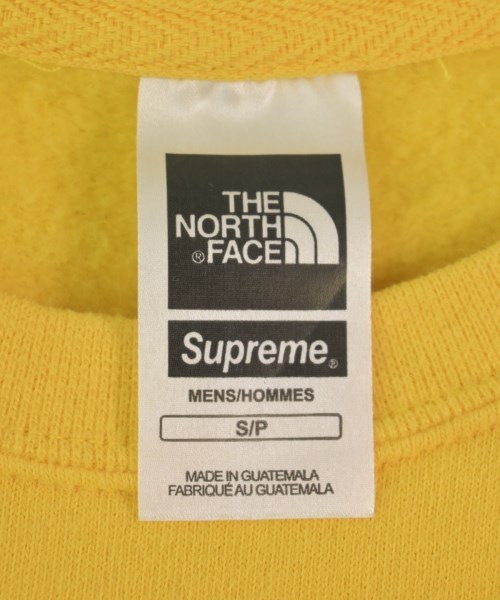 THE
NORTH
®FACE
Supreme®
MENS/HOMMES
S/P
MADE IN GUATEMALA
FABRIQUÉ AU GUATEMALA